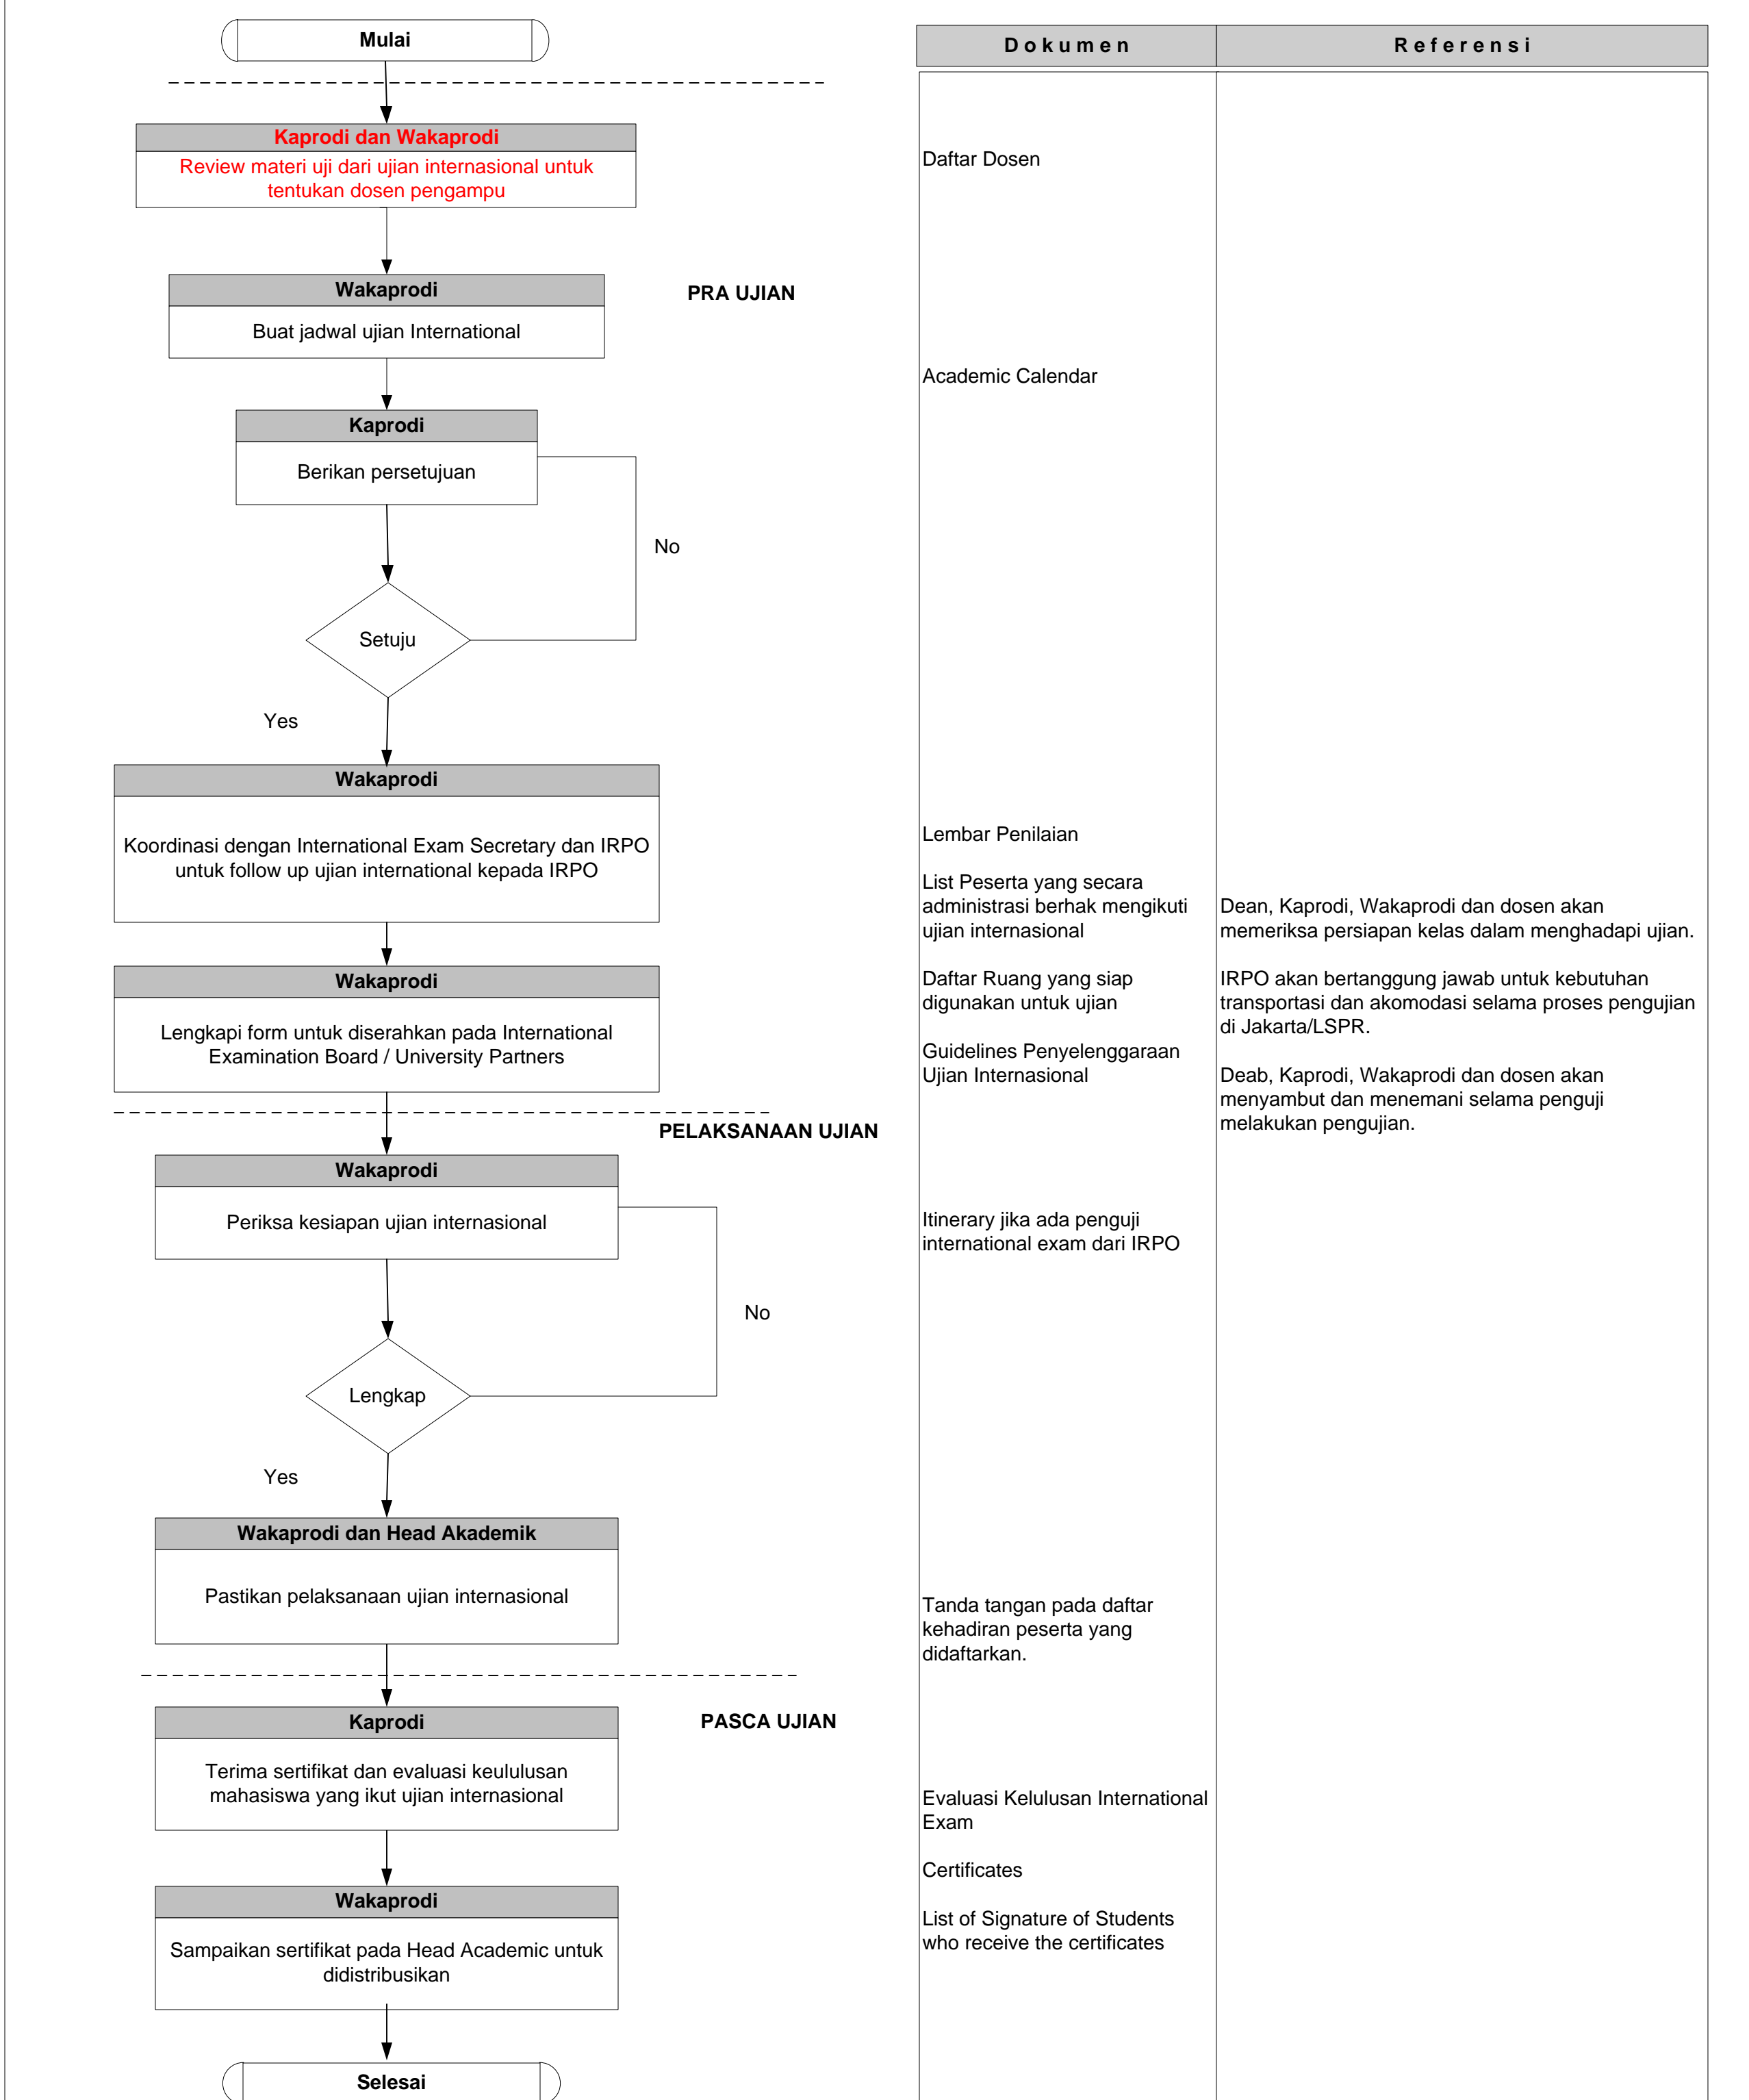 Mulai
Kaprodi dan Wakaprodi
Review materi uji dari ujian internasional untuk
tentukan dosen pengampu
Wakaprodi
PRA UJIAN
Buat jadwal ujian International
Kaprodi
Berikan persetujuan
No
Setuju
Yes
Wakaprodi
Koordinasi dengan International Exam Secretary dan IRPO
untuk follow up ujian international kepada IRPO
Wakaprodi
Lengkapi form untuk diserahkan pada International
Examination Board / University Partners
PELAKSANAAN UJIAN
Wakaprodi
Periksa kesiapan ujian internasional
No
Lengkap
Yes
Wakaprodi dan Head Akademik
Pastikan pelaksanaan ujian internasional
Kaprodi
PASCA UJIAN
Terima sertifikat dan evaluasi keululusan
mahasiswa yang ikut ujian internasional
Wakaprodi
Sampaikan sertifikat pada Head Academic untuk
didistribusikan
Selesai
Dokumen
Daftar Dosen
Academic Calendar
Lembar Penilaian
List Peserta yang secara
administrasi berhak mengikuti
ujian internasional
Daftar Ruang yang siap
digunakan untuk ujian
Guidelines Penyelenggaraan
Ujian Internasional
Itinerary jika ada penguji
international exam dari IRPO
Tanda tangan pada daftar
kehadiran peserta yang
didaftarkan.
Evaluasi Kelulusan International
Exam
Certificates
List of Signature of Students
who receive the certificates
Referensi
Dean, Kaprodi, Wakaprodi dan dosen akan
memeriksa persiapan kelas dalam menghadapi ujian.
IRPO akan bertanggung jawab untuk kebutuhan
transportasi dan akomodasi selama proses pengujian
di Jakarta/LSPR.
Deab, Kaprodi, Wakaprodi dan dosen akan
menyambut dan menemani selama penguji
melakukan pengujian.